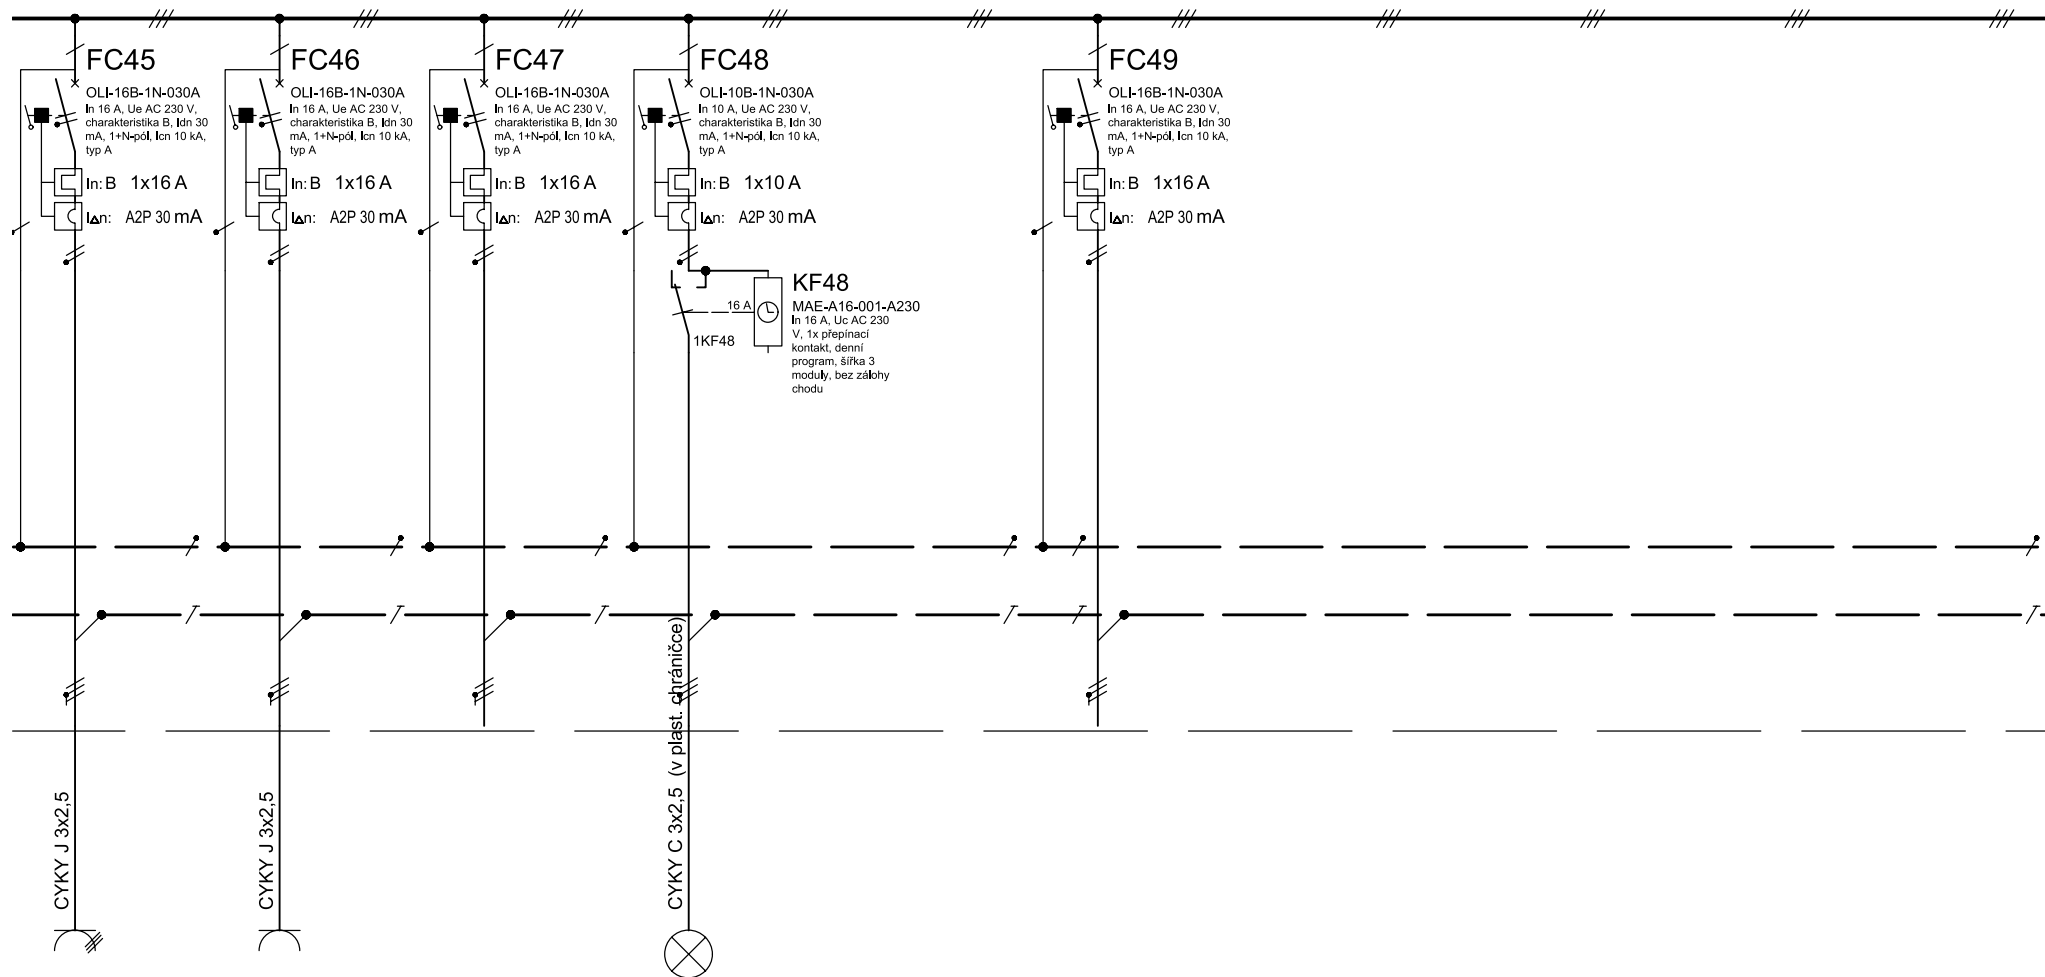 FC45
OLI-16B-1N-030A
In 16 A, Ue AC 230 V,
charakteristika B, Idn 30
mA, 1+N-pól, Icn 10 kA,
typ A
In: B 1x16 A
IΔn: A2P 30 mA
CYKY J 3x2,5
FC46
OLI-16B-1N-030A
In 16 A, Ue AC 230 V,
charakteristika B, Idn 30
mA, 1+N-pól, Icn 10 kA,
typ A
In: B 1x16 A
IΔn: A2P 30 mA
CYKY J 3x2,5
FC47
OLI-16B-1N-030A
In 16 A, Ue AC 230 V,
charakteristika B, Idn 30
mA, 1+N-pól, Icn 10 kA,
typ A
In: B 1x16 A
IΔn: A2P 30 mA
FC48
OLI-10B-1N-030A
In 10 A, Ue AC 230 V,
charakteristika B, Idn 30
mA, 1+N-pól, Icn 10 kA,
typ A
In: B 1x10 A
IΔn: A2P 30 mA
KF48
MAE-A16-001-A230
In 16 A, Uc AC 230
V, 1x přepínací
kontakt, denní
program, šířka 3
moduly, bez zálohy
chodu
16 A
1KF48
CYKY C 3x2,5 (v plast. chráničce)
FC49
OLI-16B-1N-030A
In 16 A, Ue AC 230 V,
charakteristika B, Idn 30
mA, 1+N-pól, Icn 10 kA,
typ A
In: B 1x16 A
IΔn: A2P 30 mA